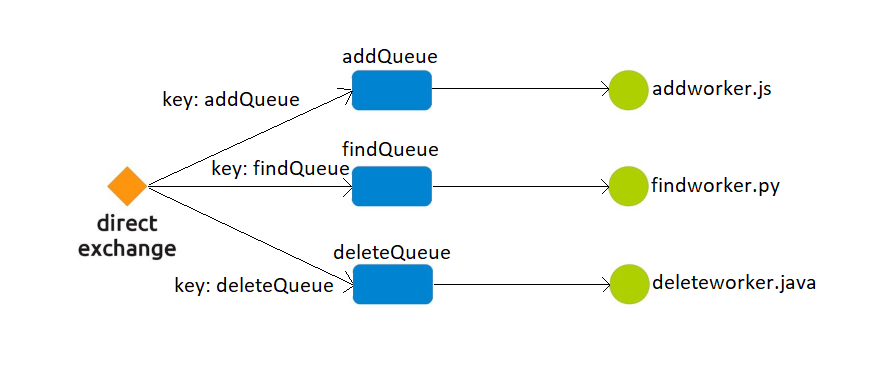 addQueue
key: addQueue
addworker.js
findQueue
key: findQueue
findworker.py
direct
exchange
deleteQueue
key: deleteQueue
deleteworker.java